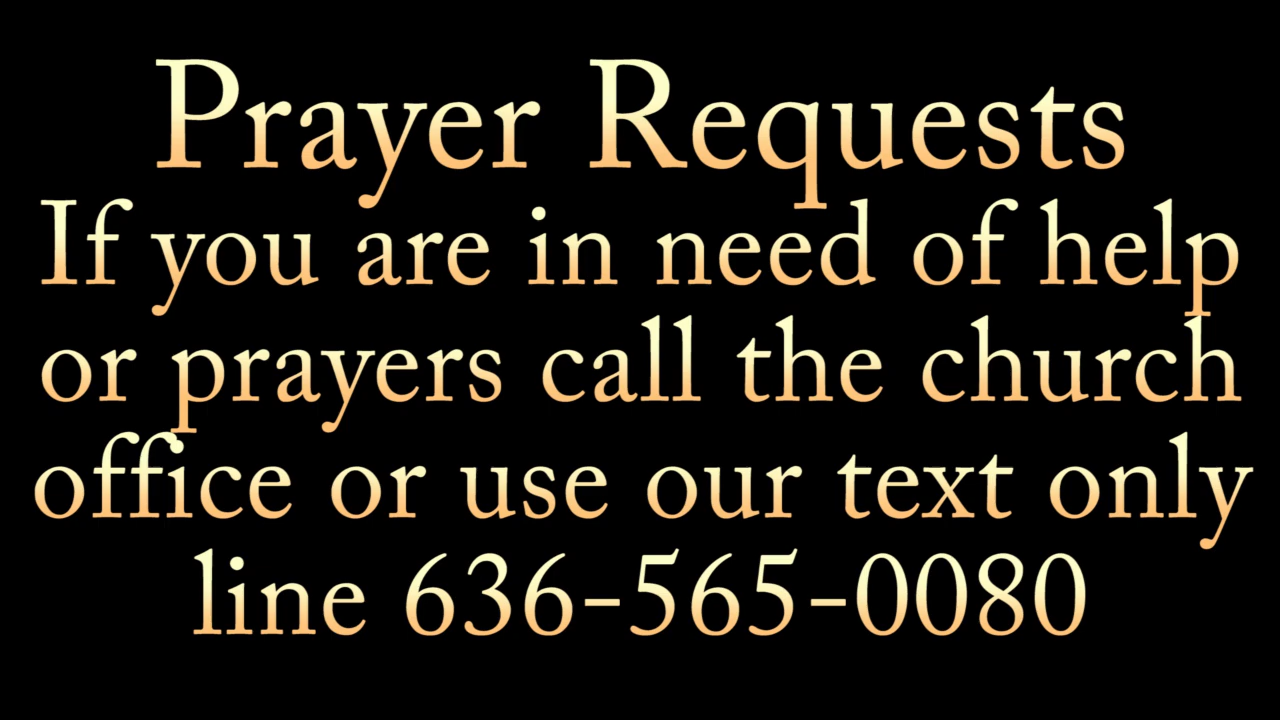 Prayer Requests
If you are in need of help
or prayers call the church
office or use our text only
line 636-565-0080